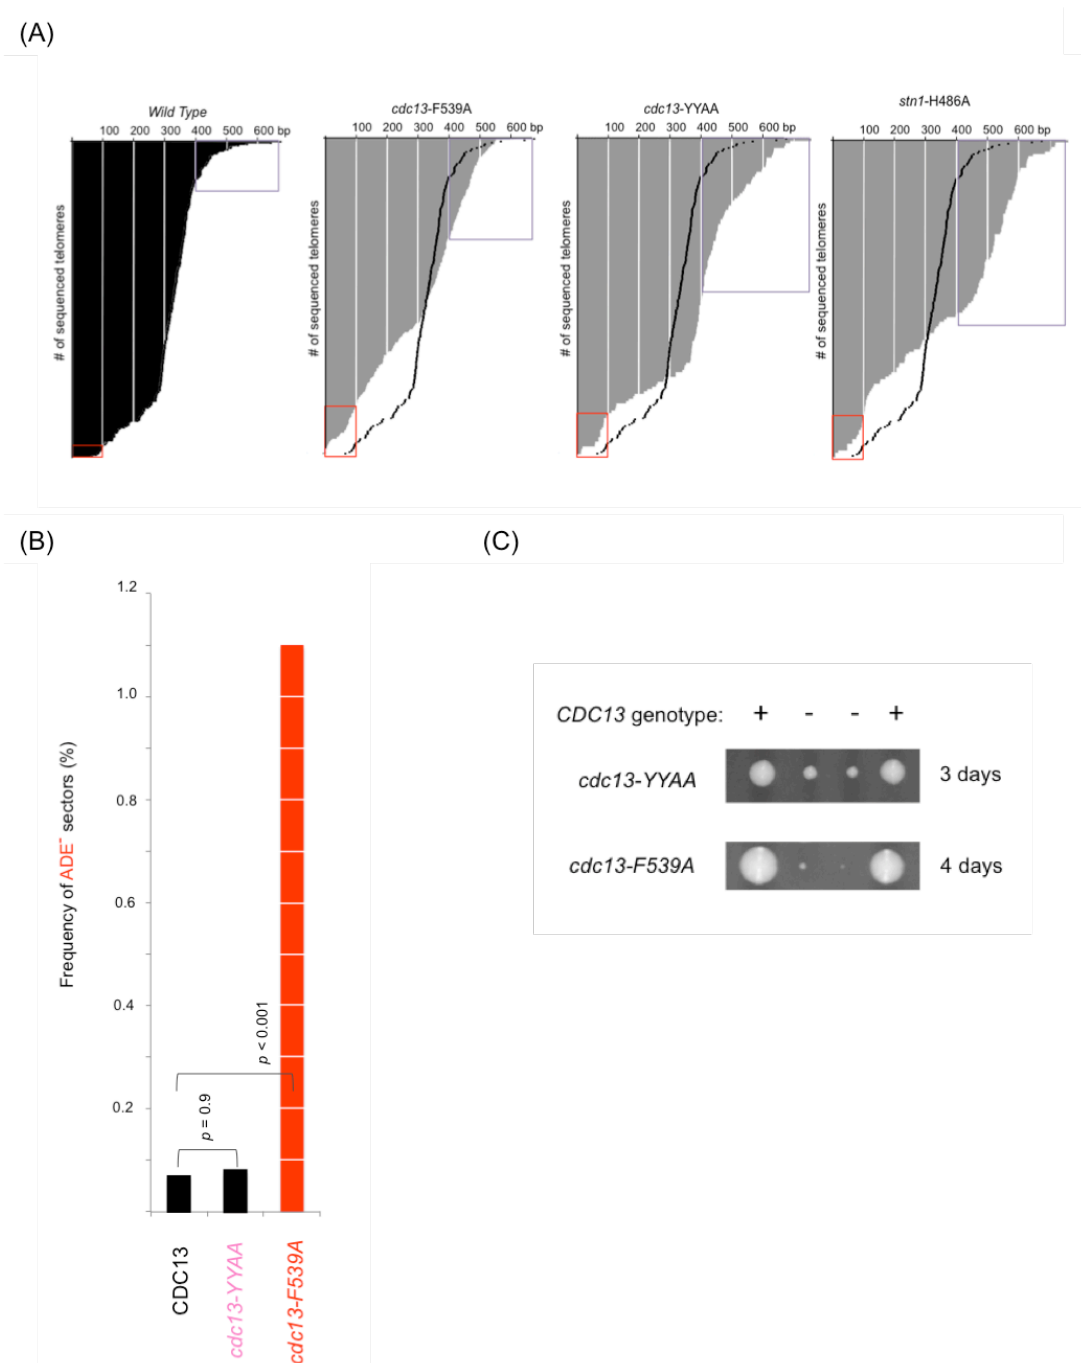 (A)
Wild Type
100 200 300 400 500 600 bp
# of sequenced telomeres
cdc13-F539A
100 200 300 400 500 600 bp
# of sequenced telomeres
cdc13-YYAA
100 200 300 400 500 600 bp
# of sequenced telomeres
stn1-H486A
100 200 300 400 500 600 bp
# of sequenced telomeres
(B)
Frequency of ADE⁻ sectors (%)
1.2
1.0
0.8
0.6
0.4
0.2
p < 0.001
p = 0.9
CDC13
cdc13-YYAA
cdc13-F539A
(C)
CDC13 genotype: + - - +
cdc13-YYAA 3 days
cdc13-F539A 4 days